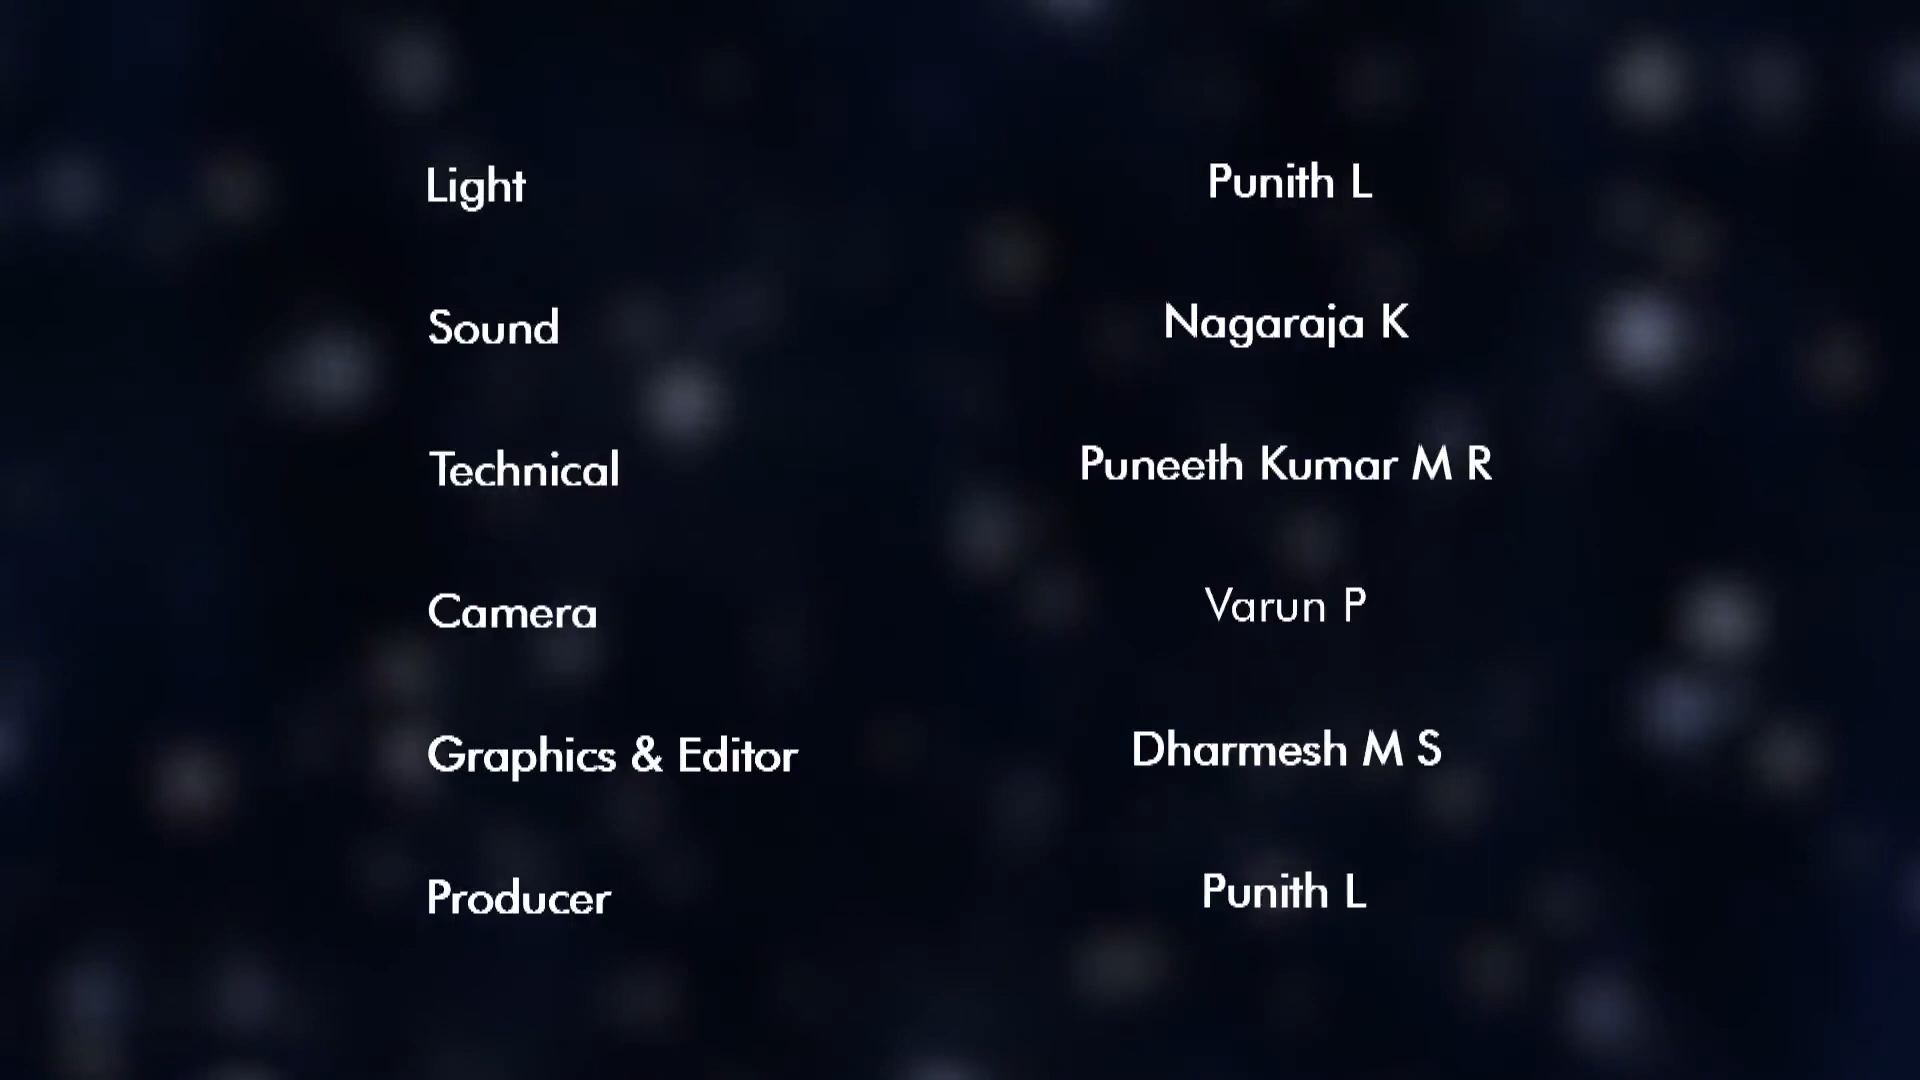 Light Punith L
Sound Nagaraja K
Technical Puneeth Kumar M R
Camera Varun P
Graphics & Editor Dharmesh M S
Producer Punith L